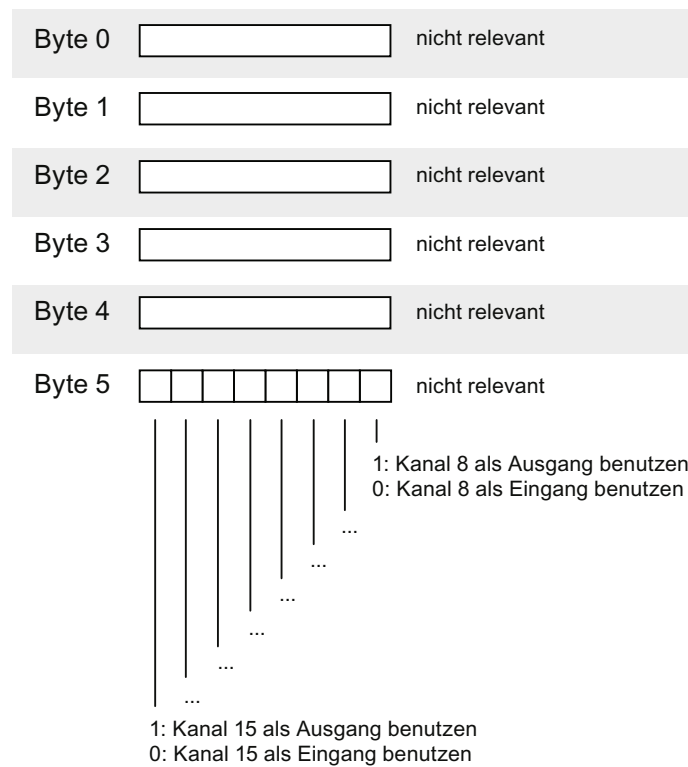 Byte 0 nicht relevant
Byte 1 nicht relevant
Byte 2 nicht relevant
Byte 3 nicht relevant
Byte 4 nicht relevant
Byte 5 nicht relevant
1: Kanal 8 als Ausgang benutzen
0: Kanal 8 als Eingang benutzen
...
...
...
...
...
...
1: Kanal 15 als Ausgang benutzen
0: Kanal 15 als Eingang benutzen